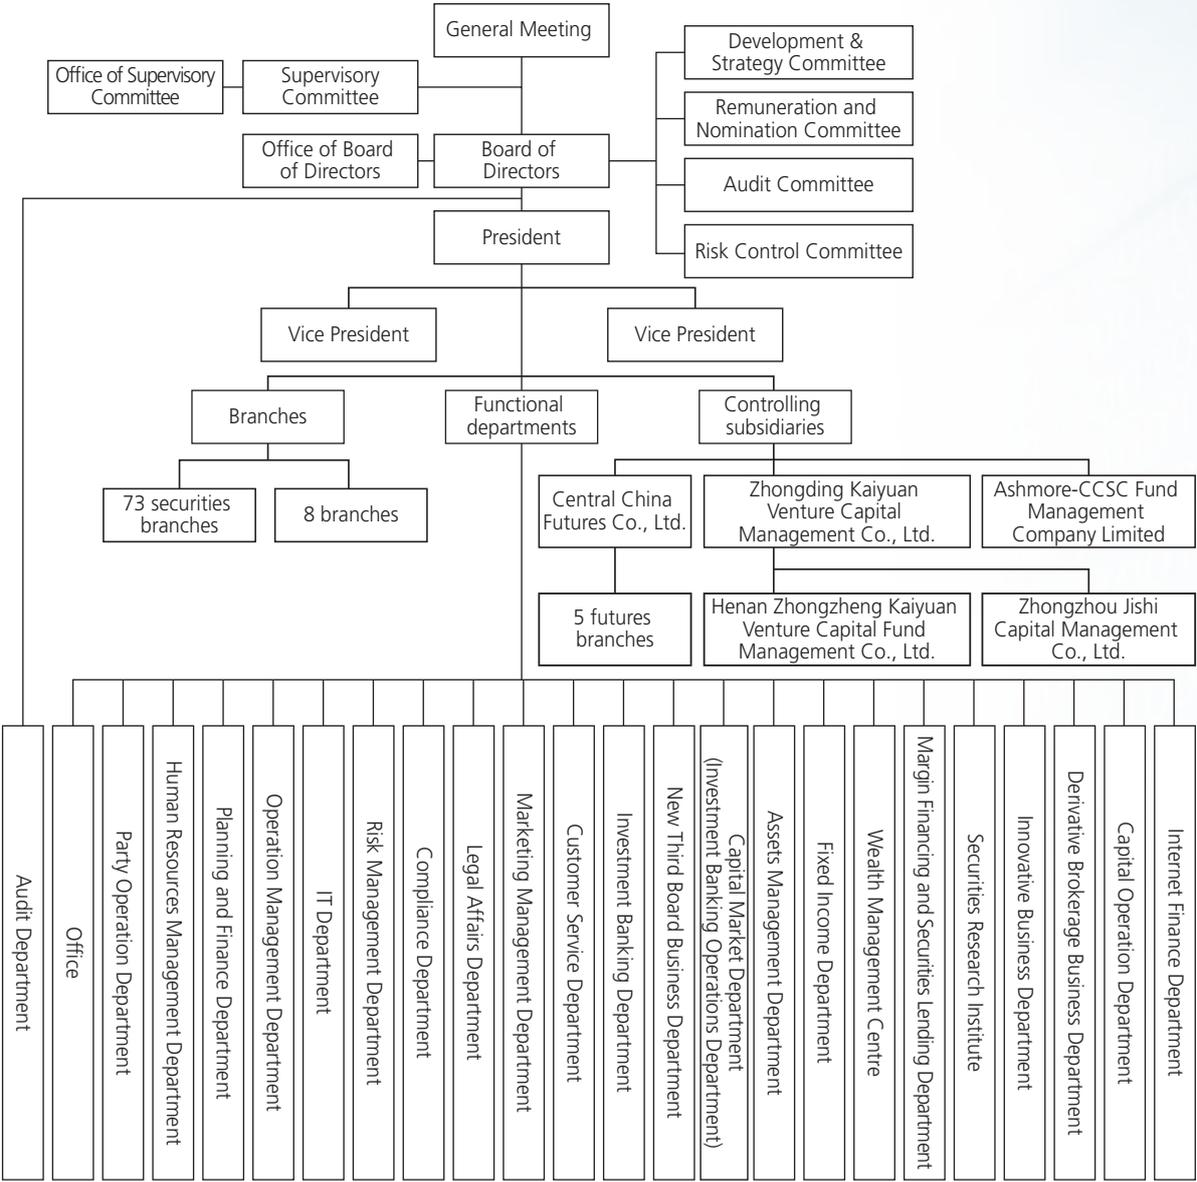 General Meeting
Development &
Strategy Committee
Office of Supervisory
Committee
Supervisory
Committee
Remuneration and
Nomination Committee
Office of Board
of Directors
Board of
Directors
Audit Committee
President
Risk Control Committee
Vice President
Vice President
Branches
Functional
departments
Controlling
subsidiaries
73 securities
branches
8 branches
Central China
Futures Co., Ltd.
Zhongding Kaiyuan
Venture Capital
Management Co., Ltd.
Ashmore-CCSC Fund
Management
Company Limited
5 futures
branches
Henan Zhongzheng Kaiyuan
Venture Capital Fund
Management Co., Ltd.
Zhongzhou Jishi
Capital Management
Co., Ltd.
Audit Department
Office
Party Operation Department
Human Resources Management Department
Planning and Finance Department
Operation Management Department
IT Department
Risk Management Department
Compliance Department
Legal Affairs Department
Marketing Management Department
Customer Service Department
Investment Banking Department
New Third Board Business Department
Capital Market Department
(Investment Banking Operations Department)
Assets Management Department
Fixed Income Department
Wealth Management Centre
Margin Financing and Securities Lending Department
Securities Research Institute
Innovative Business Department
Derivative Brokerage Business Department
Capital Operation Department
Internet Finance Department